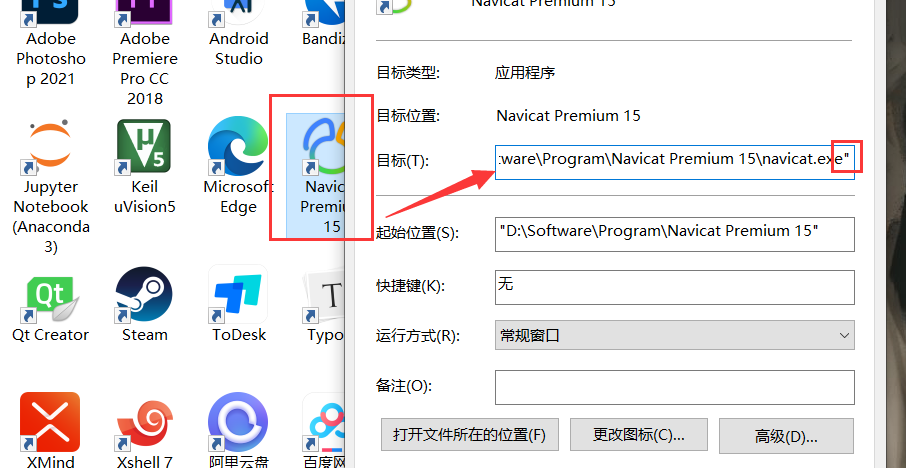 Adobe
Photosho
p 2021
Adobe
Premiere
Pro CC
2018
Android
Studio
Bandiz
Jupyter
Notebook
(Anaconda
3)
V5
Keil
uVision5
Microsoft
Edge
Navic
Premiu
15
Qt
Qt Creator
Steam
ToDesk
T
Typo
XMind
Xshell 7
阿里云盘
百度网
Navicat Premium 15
目标类型: 应用程序
目标位置: Navicat Premium 15
目标(T): :ware\Program\Navicat Premium 15\navicat.exe"
起始位置(S): "D:\Software\Program\Navicat Premium 15"
快捷键(K): 无
运行方式(R): 常规窗口
备注(O):
打开文件所在的位置(F) 更改图标(C)... 高级(D)...